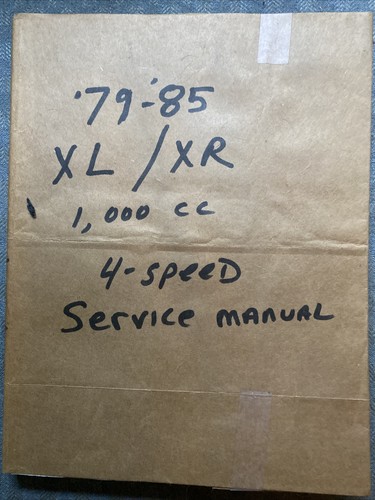 '79-'85
XL / XR
1,000 cc
4-speed
Service Manual